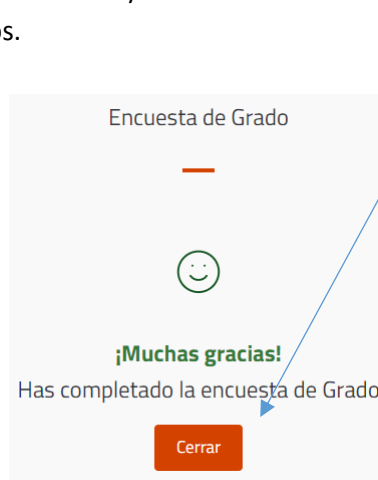 os.
Encuesta de Grado
¡Muchas gracias!
Has completado la encuesta de Grado
Cerrar